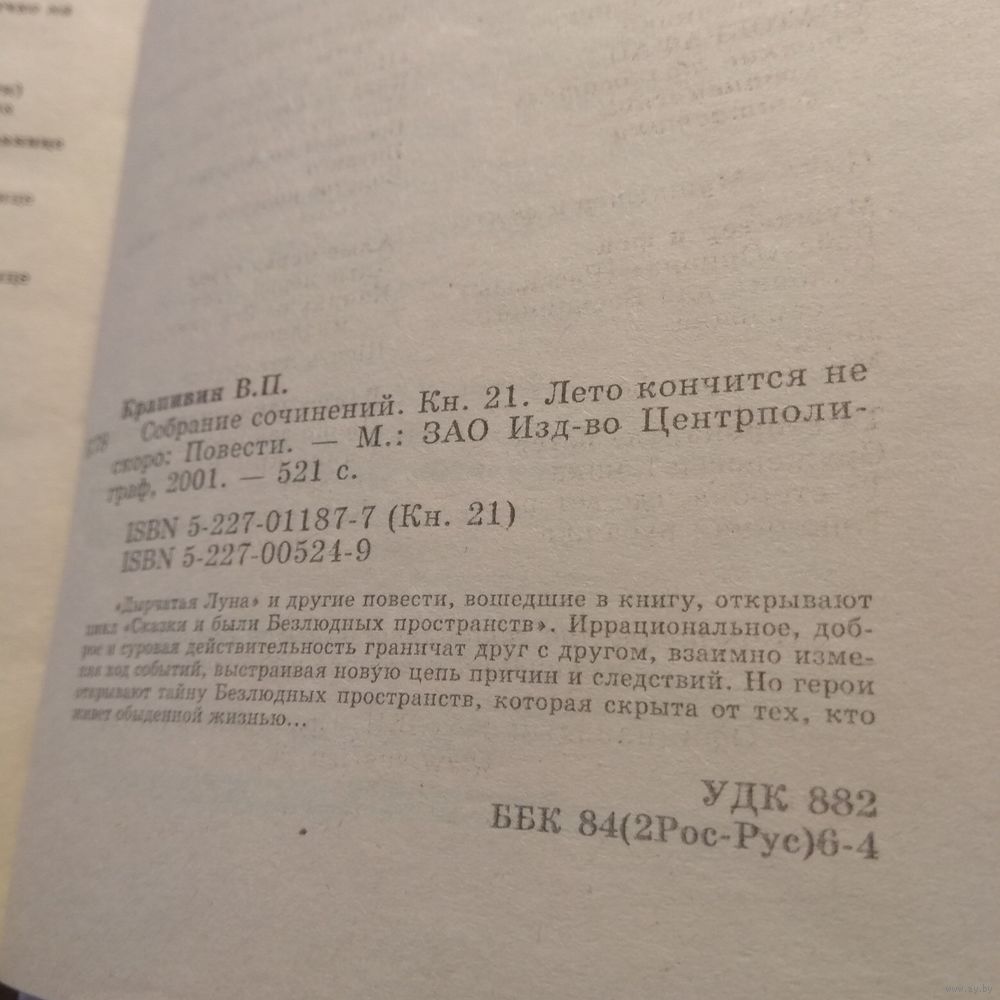 Крапивин В.П.
К78 Собрание сочинений. Кн. 21. Лето кончится не
скоро: Повести. — М.: ЗАО Изд-во Центрполи-
граф, 2001. — 521 с.
ISBN 5-227-01187-7 (Кн. 21)
ISBN 5-227-00524-9
«Дырчатая Луна» и другие повести, вошедшие в книгу, открывают
цикл «Сказки и были Безлюдных пространств». Иррациональное, доб-
рое и суровая действительность граничат друг с другом, взаимно изме-
няя ход событий, выстраивая новую цепь причин и следствий. Но герои
открывают тайну Безлюдных пространств, которая скрыта от тех, кто
живет обыденной жизнью...
УДК 882
ББК 84(2Рос-Рус)6-4
www.ay.by